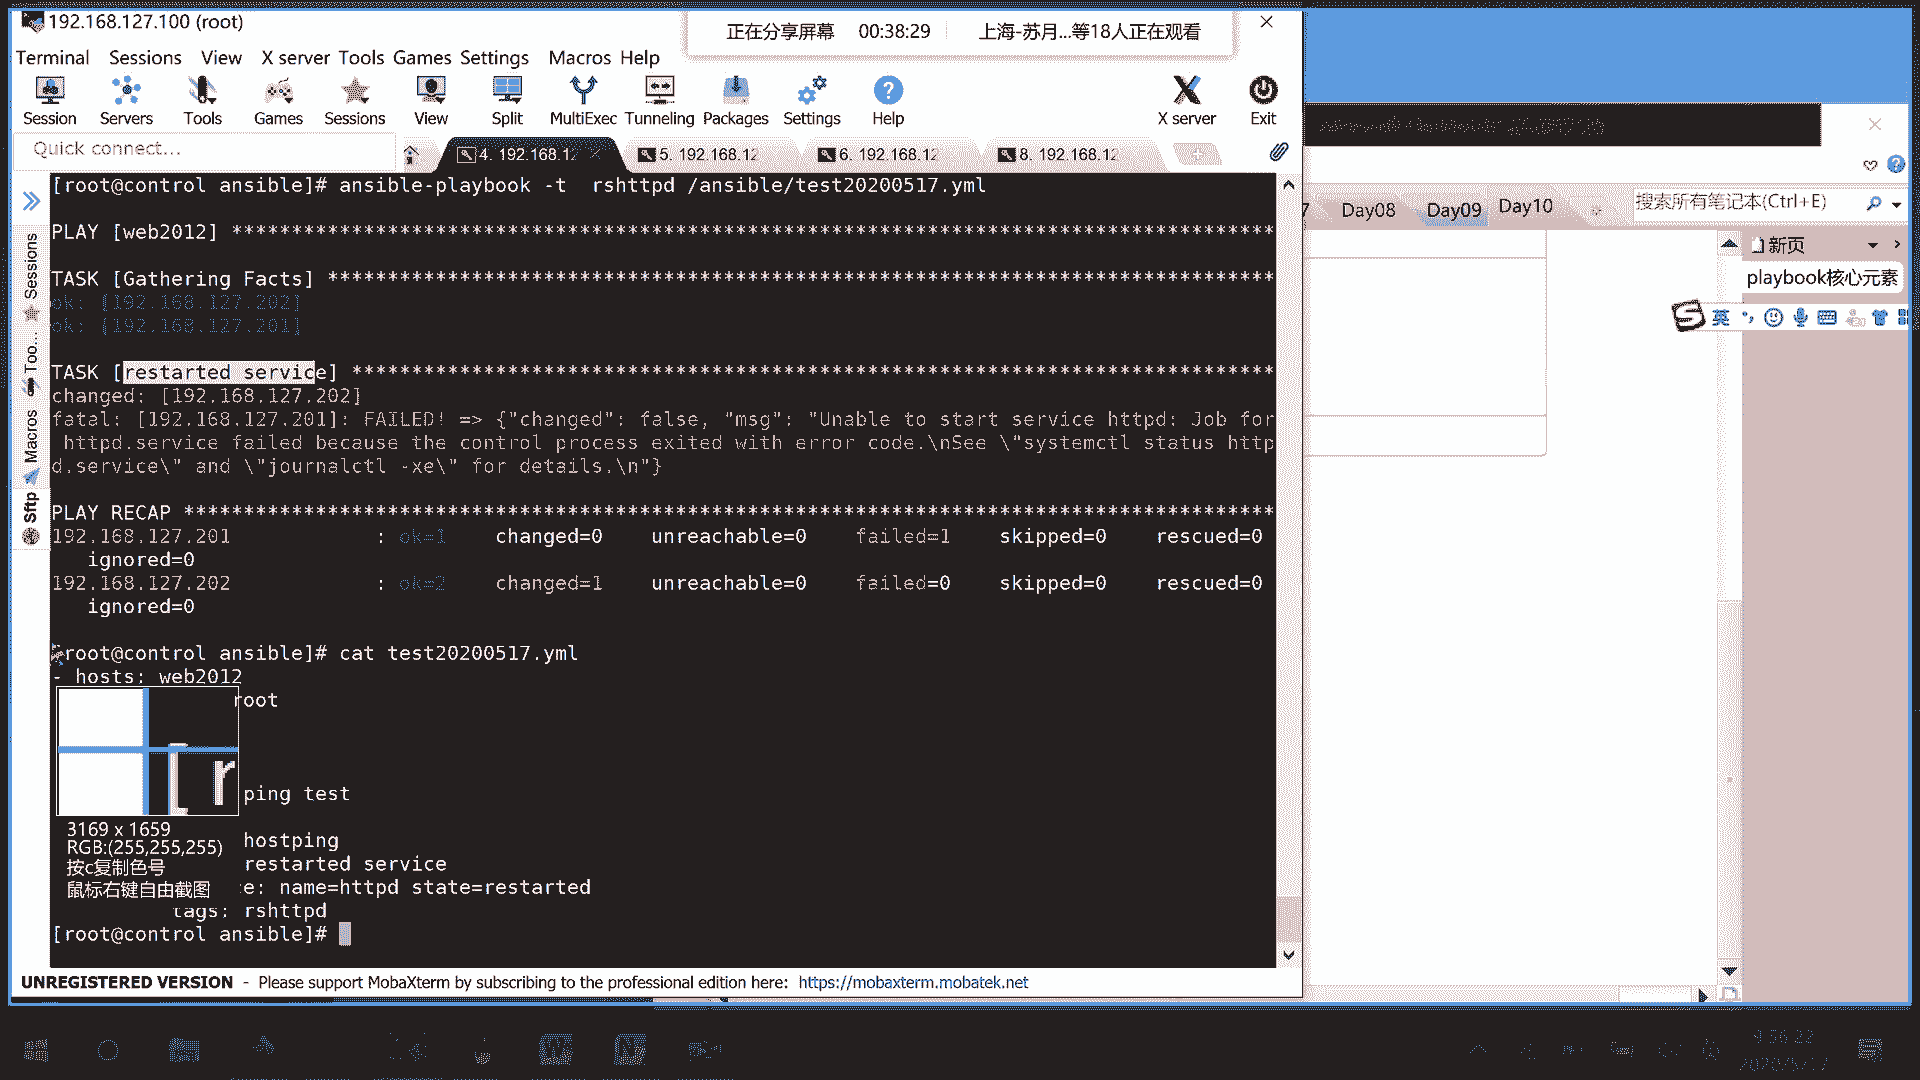 192.168.127.100 (root)
正在分享屏幕 00:38:29 上海-苏月...等18人正在观看
Terminal Sessions View X server Tools Games Settings Macros Help
Session Servers Tools Games Sessions View Split MultiExec Tunneling Packages Settings Help X server Exit
Quick connect...
4. 192.168.12
5. 192.168.12
6. 192.168.12
8. 192.168.12
[root@control ansible]# ansible-playbook -t  rshttpd /ansible/test20200517.yml
PLAY [web2012] ****************************************************************************************
TASK [Gathering Facts] ********************************************************************************
ok: [192.168.127.202]
ok: [192.168.127.201]
TASK [restarted service] ******************************************************************************
changed: [192.168.127.202]
fatal: [192.168.127.201]: FAILED! => {"changed": false, "msg": "Unable to start service httpd: Job for
httpd.service failed because the control process exited with error code.\nSee \"systemctl status http
d.service\" and \"journalctl -xe\" for details.\n"}
PLAY RECAP ********************************************************************************************
192.168.127.201 : ok=1 changed=0 unreachable=0 failed=1 skipped=0 rescued=0
ignored=0
192.168.127.202 : ok=2 changed=1 unreachable=0 failed=0 skipped=0 rescued=0
ignored=0
[root@control ansible]# cat test20200517.yml
- hosts: web2012
root
ping test
hostping
restarted service
e: name=httpd state=restarted
tags: rshttpd
[root@control ansible]#
3169 x 1659
RGB:(255,255,255)
按c复制色号
鼠标右键自由截图
Sessions
Too...
Macros
Sftp
UNREGISTERED VERSION - Please support MobaXterm by subscribing to the professional edition here: https://mobaxterm.mobatek.net
7 Day08 Day09 Day10
搜索所有笔记本(Ctrl+E)
新页
playbook核心元素
英
9:56:22
2020/5/17